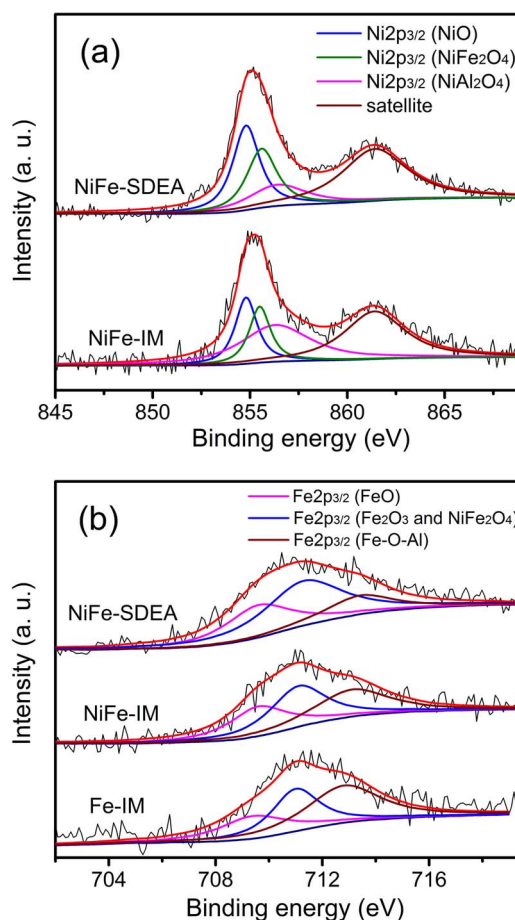 (a)
Ni2p3/2 (NiO)
Ni2p3/2 (NiFe2O4)
Ni2p3/2 (NiAl2O4)
satellite
NiFe-SDEA
NiFe-IM
Intensity (a. u.)
845 850 855 860 865
Binding energy (eV)
(b)
Fe2p3/2 (FeO)
Fe2p3/2 (Fe2O3 and NiFe2O4)
Fe2p3/2 (Fe-O-Al)
NiFe-SDEA
NiFe-IM
Fe-IM
Intensity (a. u.)
704 708 712 716
Binding energy (eV)